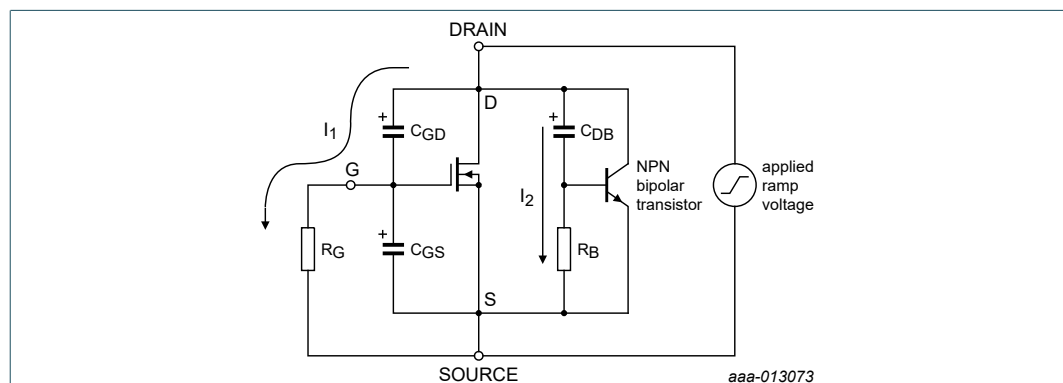 DRAIN
D
I1
CGD
CDB
G
NPN
bipolar
transistor
applied
ramp
voltage
I2
RG
CGS
RB
S
SOURCE
aaa-013073
+
+
+